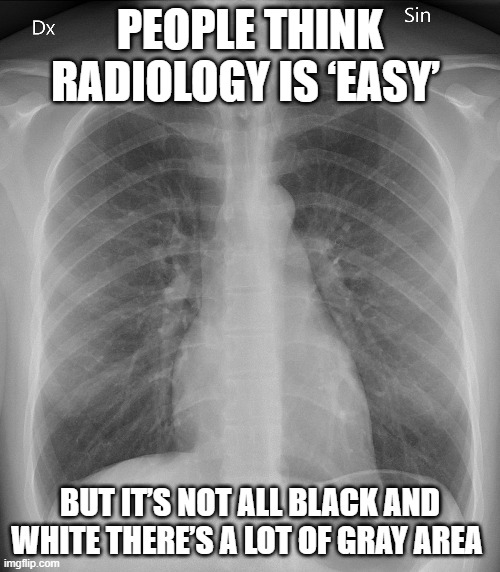 Dx
Sin
PEOPLE THINK
RADIOLOGY IS ‘EASY’
BUT IT’S NOT ALL BLACK AND
WHITE THERE’S A LOT OF GRAY AREA
imgflip.com